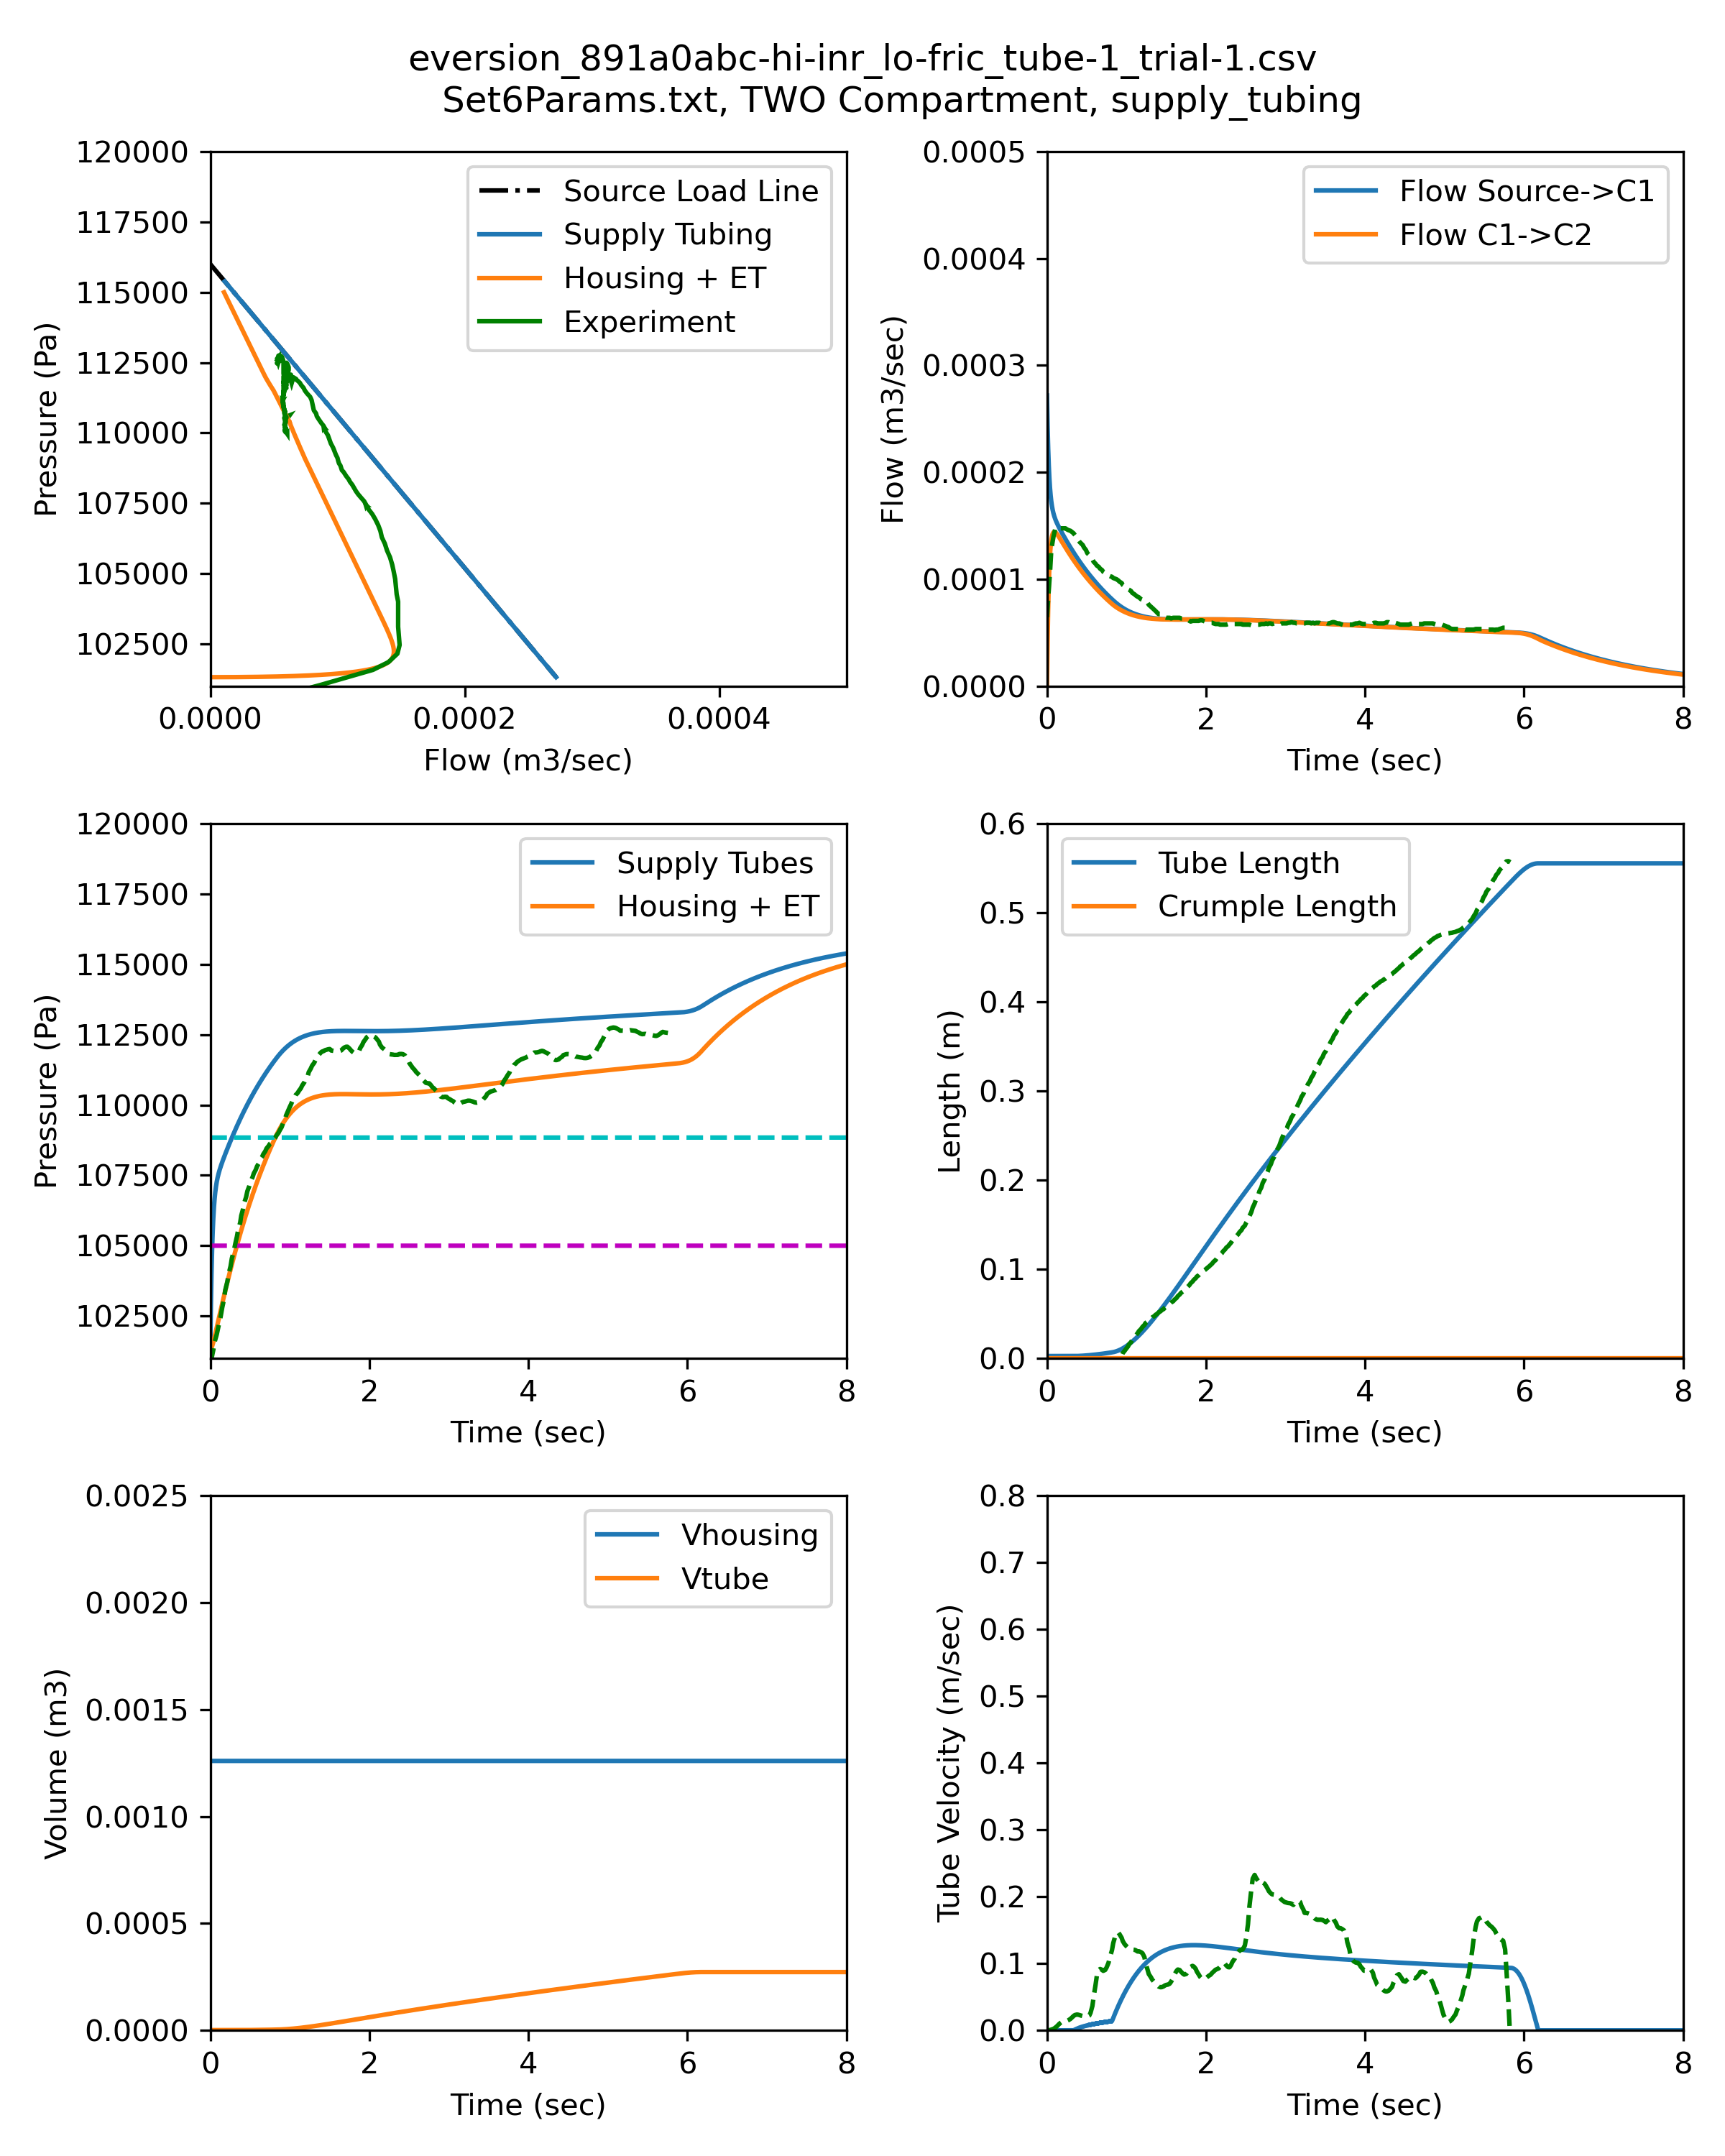 eversion_891a0abc-hi-inr_lo-fric_tube-1_trial-1.csv
Set6Params.txt, TWO Compartment, supply_tubing
120000
117500
115000
112500
110000
107500
105000
102500
Pressure (Pa)
0.0000
0.0002
0.0004
Flow (m3/sec)
Source Load Line
Supply Tubing
Housing + ET
Experiment
0.0005
0.0004
0.0003
0.0002
0.0001
0.0000
Flow (m3/sec)
0
2
4
6
8
Time (sec)
Flow Source->C1
Flow C1->C2
120000
117500
115000
112500
110000
107500
105000
102500
Pressure (Pa)
0
2
4
6
8
Time (sec)
Supply Tubes
Housing + ET
0.6
0.5
0.4
0.3
0.2
0.1
0.0
Length (m)
0
2
4
6
8
Time (sec)
Tube Length
Crumple Length
0.0025
0.0020
0.0015
0.0010
0.0005
0.0000
Volume (m3)
0
2
4
6
8
Time (sec)
Vhousing
Vtube
0.8
0.7
0.6
0.5
0.4
0.3
0.2
0.1
0.0
Tube Velocity (m/sec)
0
2
4
6
8
Time (sec)